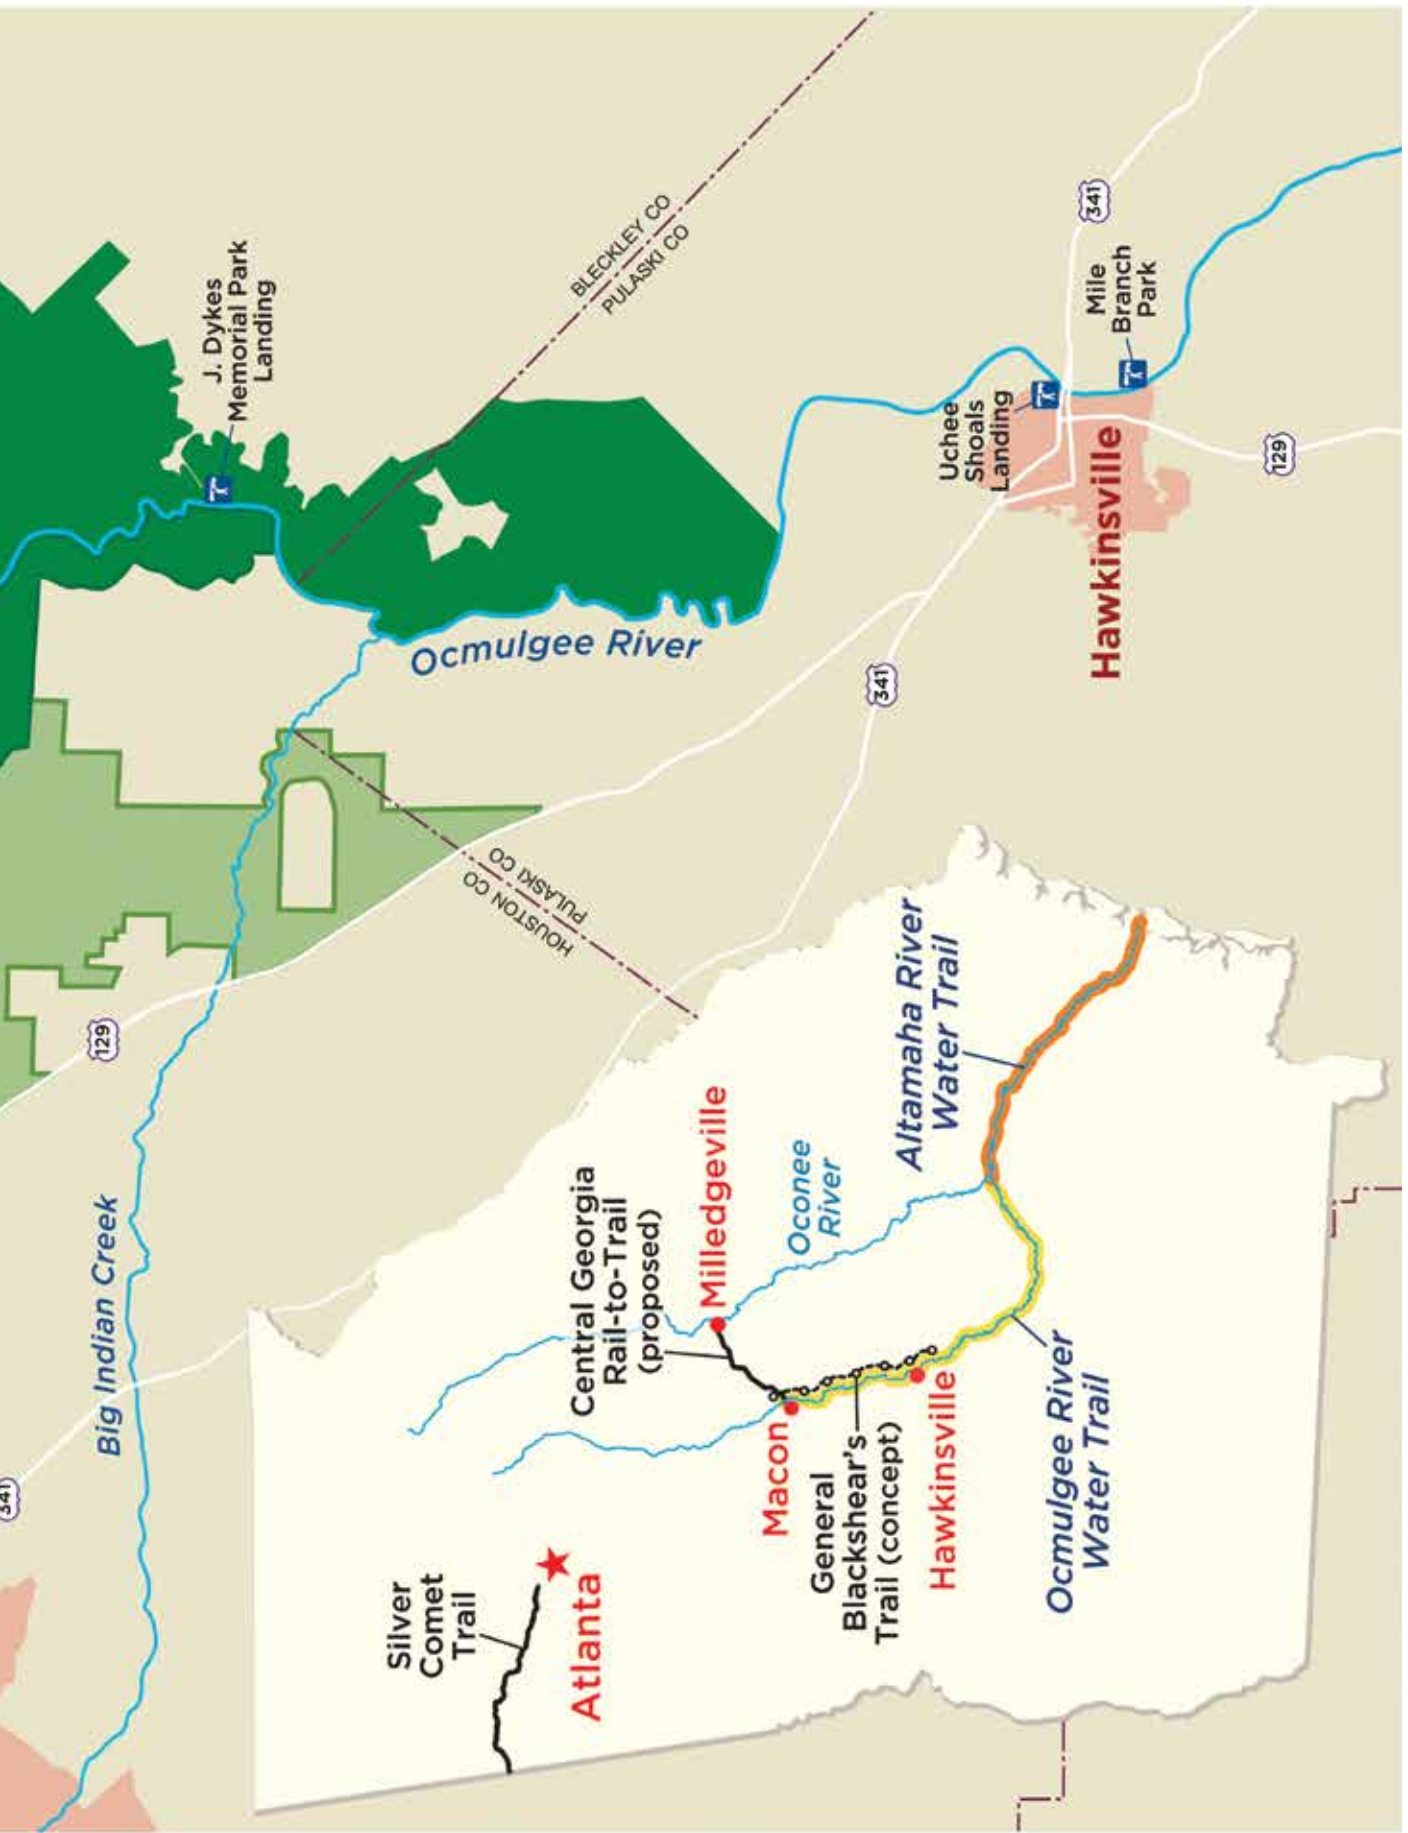 J. Dykes
Memorial Park
Landing
BLECKLEY CO
PULASKI CO
341
Mile
Branch
Park
Uchee
Shoals
Landing
Hawkinsville
129
Ocmulgee River
341
HOUSTON CO
PULASKI CO
129
Big Indian Creek
341
Silver
Comet
Trail
Atlanta
Central Georgia
Rail-to-Trail
(proposed)
Milledgeville
Oconee
River
Altamaha River
Water Trail
Macon
General
Blackshear's
Trail (concept)
Hawkinsville
Ocmulgee River
Water Trail